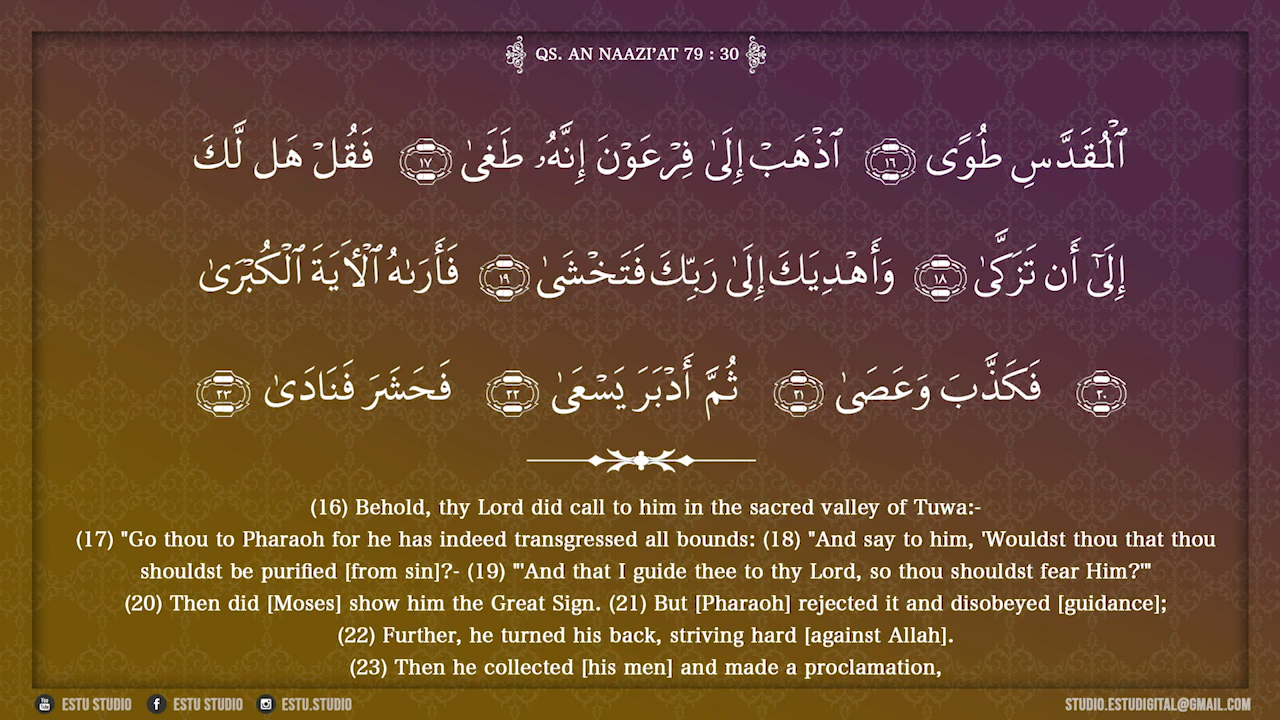 QS. AN NAAZI’AT 79 : 30
ٱلْمُقَدَّسِ طُوًى ١٦ ٱذْهَبْ إِلَىٰ فِرْعَوْنَ إِنَّهُۥ طَغَىٰ ١٧ فَقُلْ هَل لَّكَ
إِلَىٰٓ أَن تَزَكَّىٰ ١٨ وَأَهْدِيَكَ إِلَىٰ رَبِّكَ فَتَخْشَىٰ ١٩ فَأَرَىٰهُ ٱلْأَيَةَ ٱلْكُبْرَىٰ
٢٠ فَكَذَّبَ وَعَصَىٰ ٢١ ثُمَّ أَدْبَرَ يَسْعَىٰ ٢٢ فَحَشَرَ فَنَادَىٰ ٢٣
(16) Behold, thy Lord did call to him in the sacred valley of Tuwa:-
(17) "Go thou to Pharaoh for he has indeed transgressed all bounds: (18) "And say to him, 'Wouldst thou that thou
shouldst be purified [from sin]?- (19) "'And that I guide thee to thy Lord, so thou shouldst fear Him?'"
(20) Then did [Moses] show him the Great Sign. (21) But [Pharaoh] rejected it and disobeyed [guidance];
(22) Further, he turned his back, striving hard [against Allah].
(23) Then he collected [his men] and made a proclamation,
You Tube ESTU STUDIO f ESTU STUDIO ESTU.STUDIO STUDIO.ESTUDIGITAL@GMAIL.COM